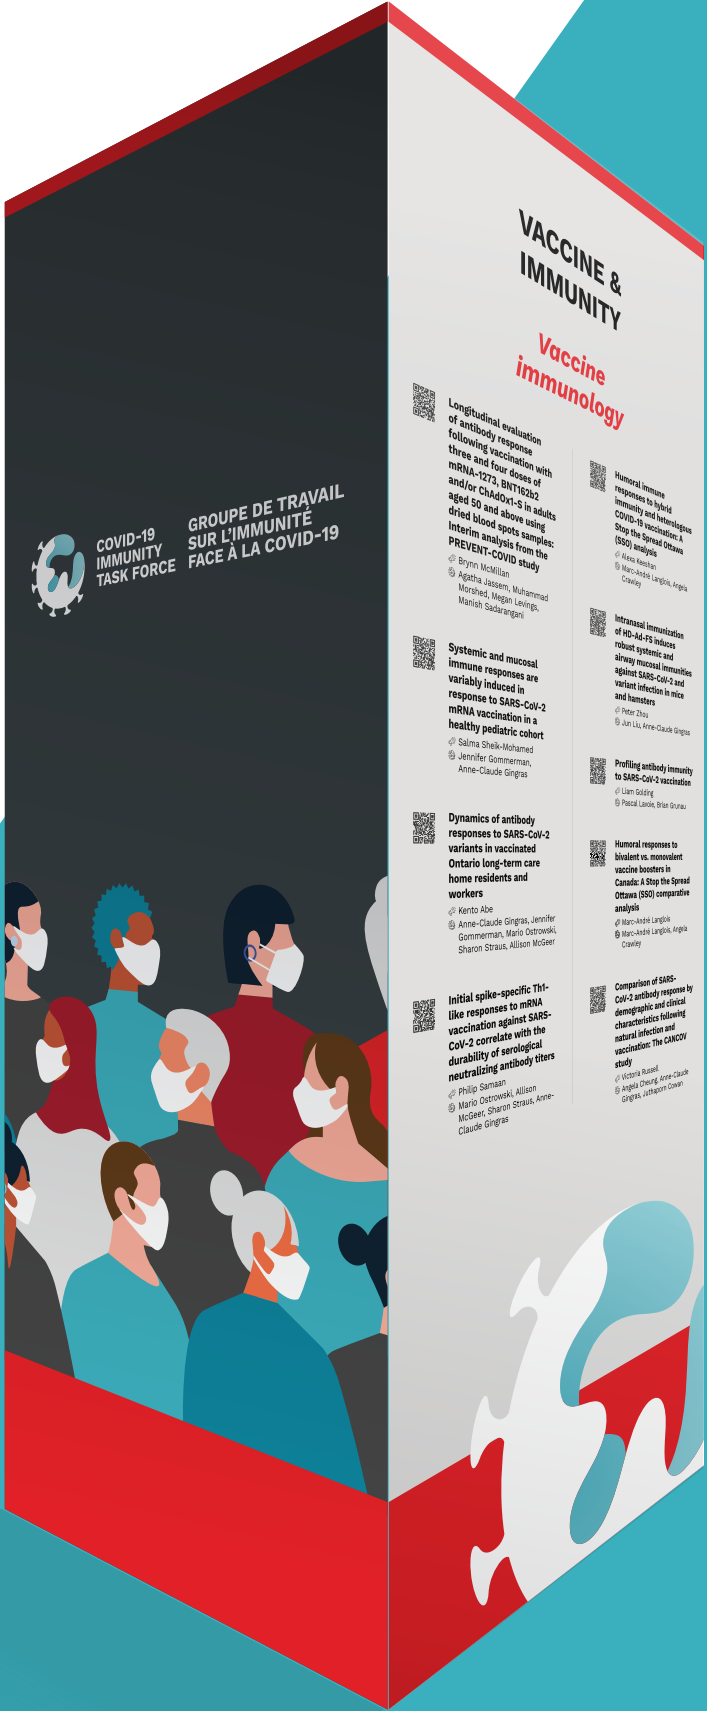 COVID-19
IMMUNITY
TASK FORCE
GROUPE DE TRAVAIL
SUR L'IMMUNITÉ
FACE À LA COVID-19
VACCINE &
IMMUNITY
Vaccine
immunology
Longitudinal evaluation
of antibody response
following vaccination with
three and four doses of
mRNA-1273, BNT162b2
and/or ChAdOx1-S in adults
aged 50 and above using
dried blood spots samples:
Interim analysis from the
PREVENT-COVID study
Brynn McMillan
Agatha Jassem, Muhammad
Morshed, Megan Levings,
Manish Sadarangani
Systemic and mucosal
immune responses are
variably induced in
response to SARS-CoV-2
mRNA vaccination in a
healthy pediatric cohort
Salma Sheik-Mohamed
Jennifer Gommerman,
Anne-Claude Gingras
Dynamics of antibody
responses to SARS-CoV-2
variants in vaccinated
Ontario long-term care
home residents and
workers
Kento Abe
Anne-Claude Gingras, Jennifer
Gommerman, Mario Ostrowski,
Sharon Straus, Allison McGeer
Initial spike-specific Th1-
like responses to mRNA
vaccination against SARS-
CoV-2 correlate with the
durability of serological
neutralizing antibody titers
Philip Samaan
Mario Ostrowski, Allison
McGeer, Sharon Straus, Anne-
Claude Gingras
Humoral immune
responses to hybrid
immunity and heterologous
COVID-19 vaccination: A
Stop the Spread Ottawa
(SSO) analysis
Alexa Keeshan
Marc-André Langlois, Angela
Crawley
Intranasal immunization
of HD-Ad-FS induces
robust systemic and
airway mucosal immunities
against SARS-CoV-2 and
variant infection in mice
and hamsters
Peter Zhou
Jun Liu, Anne-Claude Gingras
Profiling antibody immunity
to SARS-CoV-2 vaccination
Liam Golding
Pascal Lavoie, Brian Grunau
Humoral responses to
bivalent vs. monovalent
vaccine boosters in
Canada: A Stop the Spread
Ottawa (SSO) comparative
analysis
Marc-André Langlois
Marc-André Langlois, Angela
Crawley
Comparison of SARS-
CoV-2 antibody response by
demographic and clinical
characteristics following
natural infection and
vaccination: The CANCOV
study
Victoria Russell,
Angela Cheung, Anne-Claude
Gingras, Juthaporn Cowan